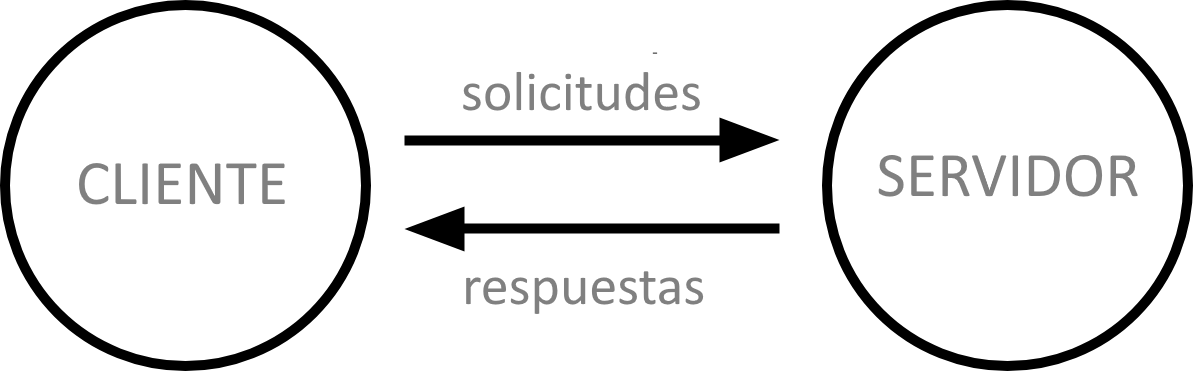 solicitudes
CLIENTE
SERVIDOR
respuestas